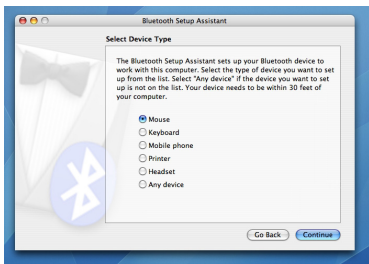 Bluetooth Setup Assistant
Select Device Type
The Bluetooth Setup Assistant sets up your Bluetooth device to
work with this computer. Select the type of device you want to set
up from the list. Select "Any device" if the device you want to set
up is not on the list. Your device needs to be within 30 feet of
your computer.
Mouse
Keyboard
Mobile phone
Printer
Headset
Any device
Go Back
Continue